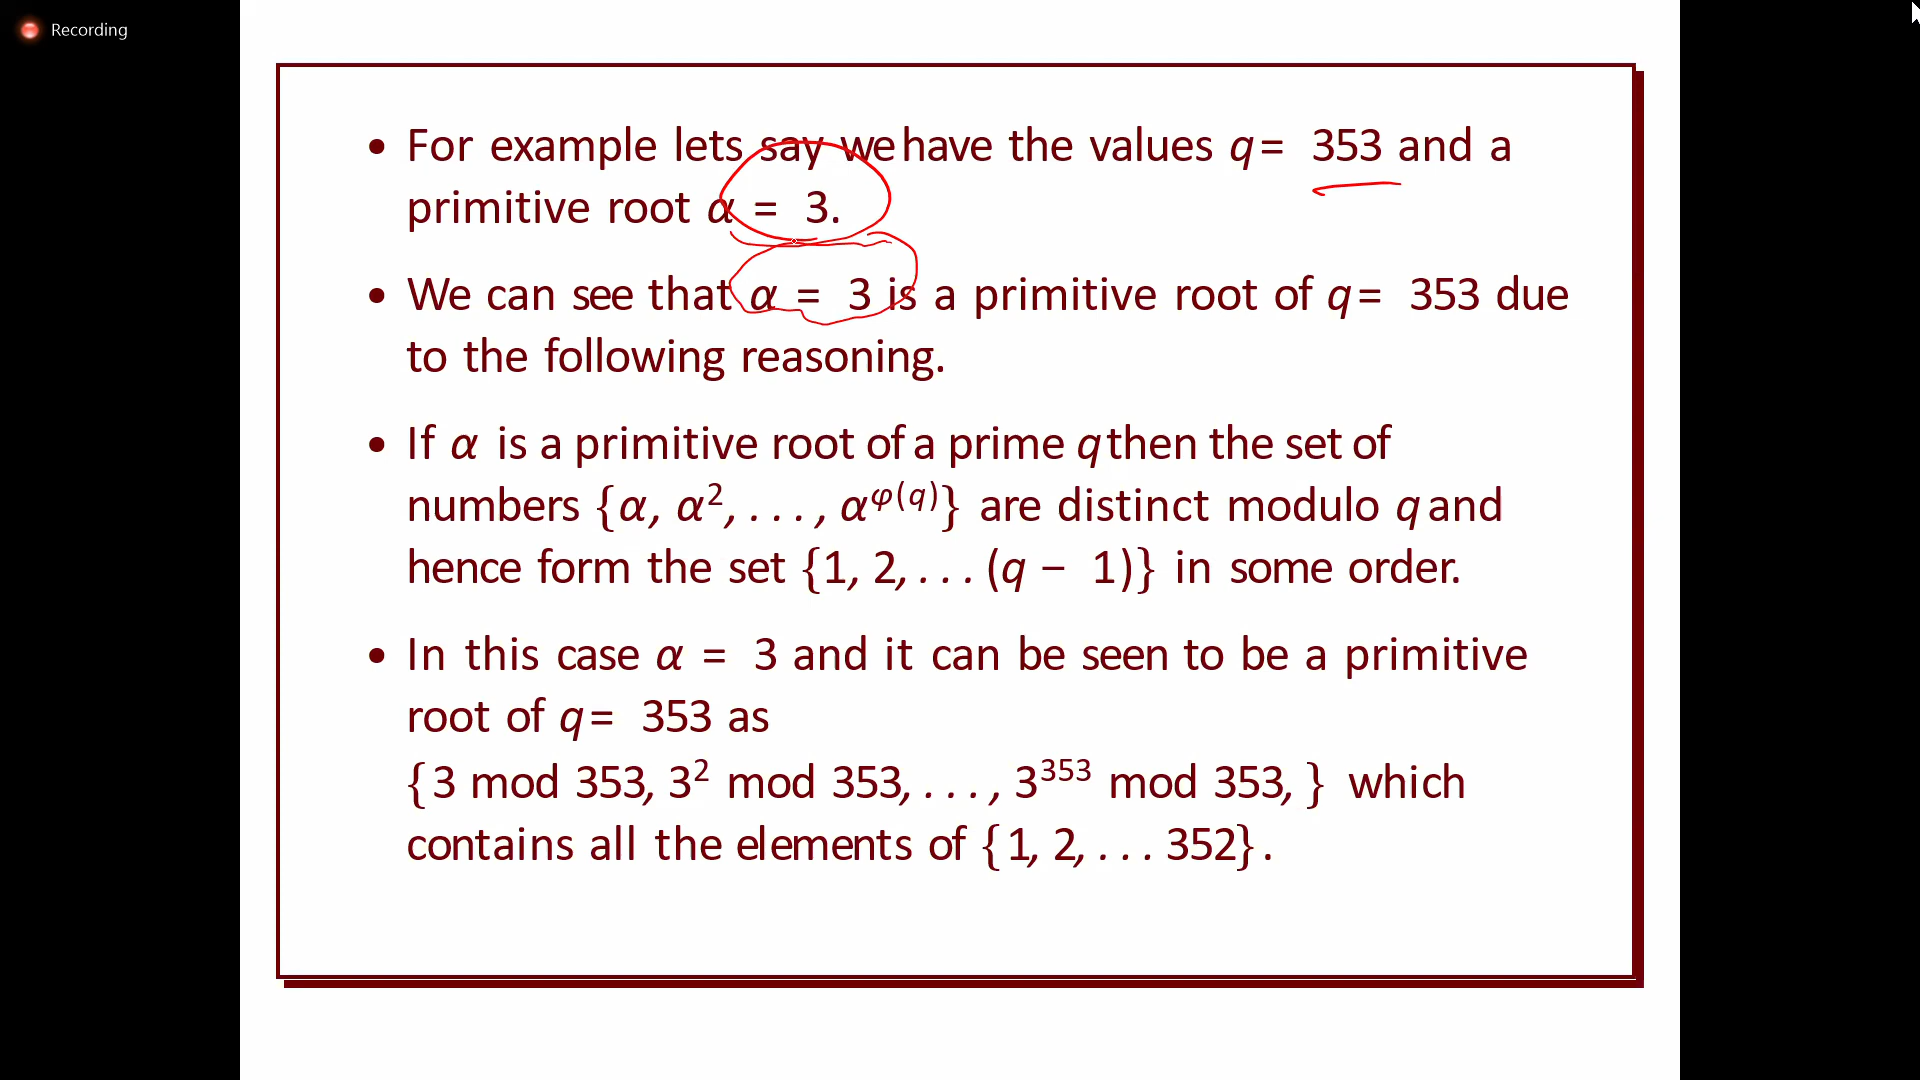 Recording
• For example lets say we have the values q = 353 and a
primitive root α = 3.
• We can see that α = 3 is a primitive root of q = 353 due
to the following reasoning.
• If α is a primitive root of a prime q then the set of
numbers {α, α², . . . , α^φ(q)} are distinct modulo q and
hence form the set {1, 2, . . . (q − 1)} in some order.
• In this case α = 3 and it can be seen to be a primitive
root of q = 353 as
{3 mod 353, 3² mod 353, . . . , 3³⁵³ mod 353, } which
contains all the elements of {1, 2, . . . 352}.